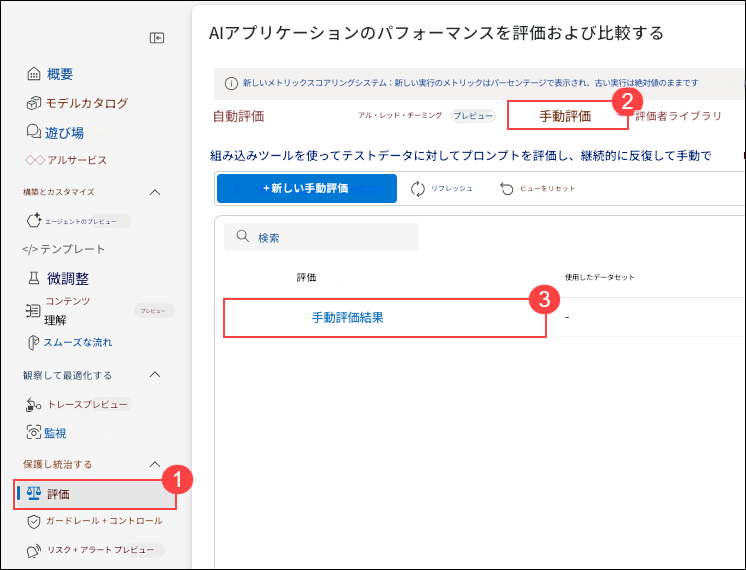 AIアプリケーションのパフォーマンスを評価および比較する
概要
モデルカタログ
遊び場
アルサービス
構築とカスタマイズ
エージェントのプレビュー
</> テンプレート
微調整
コンテンツ
理解
プレビュー
スムーズな流れ
観察して最適化する
トレースプレビュー
監視
保護し統治する
1
評価
ガードレール + コントロール
リスク + アラート プレビュー
新しいメトリックスコアリングシステム：新しい実行のメトリックはパーセンテージで表示され、古い実行は絶対値のままです
自動評価
アル・レッド・チーミング
プレビュー
手動評価
2
評価者ライブラリ
組み込みツールを使ってテストデータに対してプロンプトを評価し、継続的に反復して手動で
+新しい手動評価
リフレッシュ
ビューをリセット
検索
評価
使用したデータセット
手動評価結果
3
-